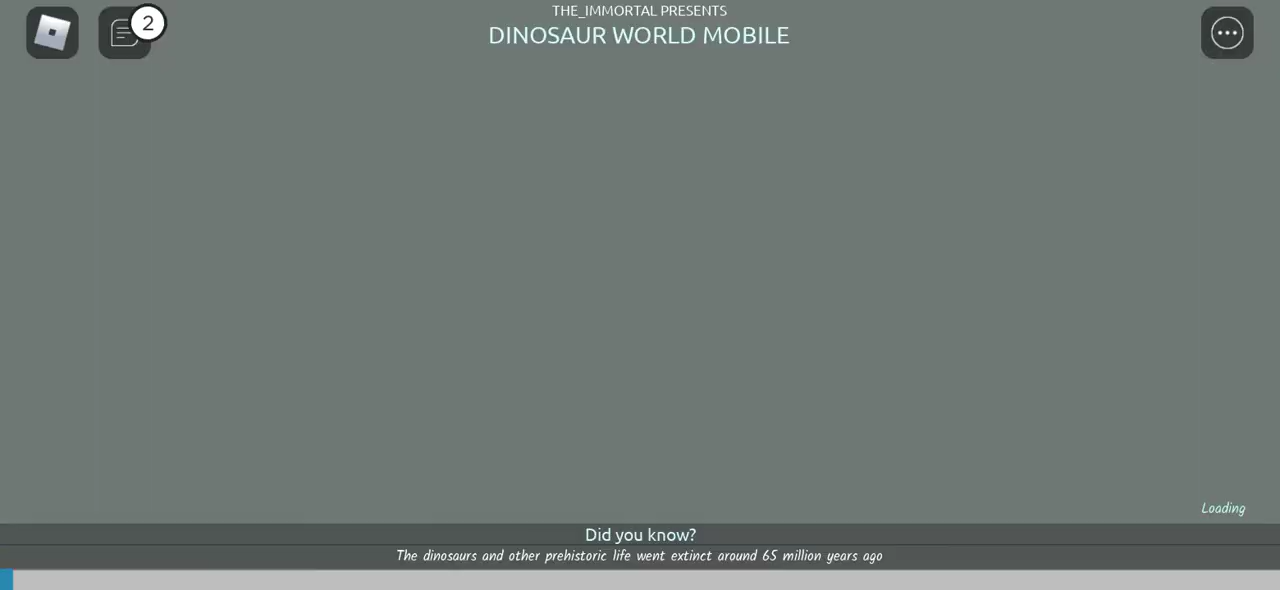 THE_IMMORTAL PRESENTS
2
DINOSAUR WORLD MOBILE
Loading
Did you know?
The dinosaurs and other prehistoric life went extinct around 65 million years ago